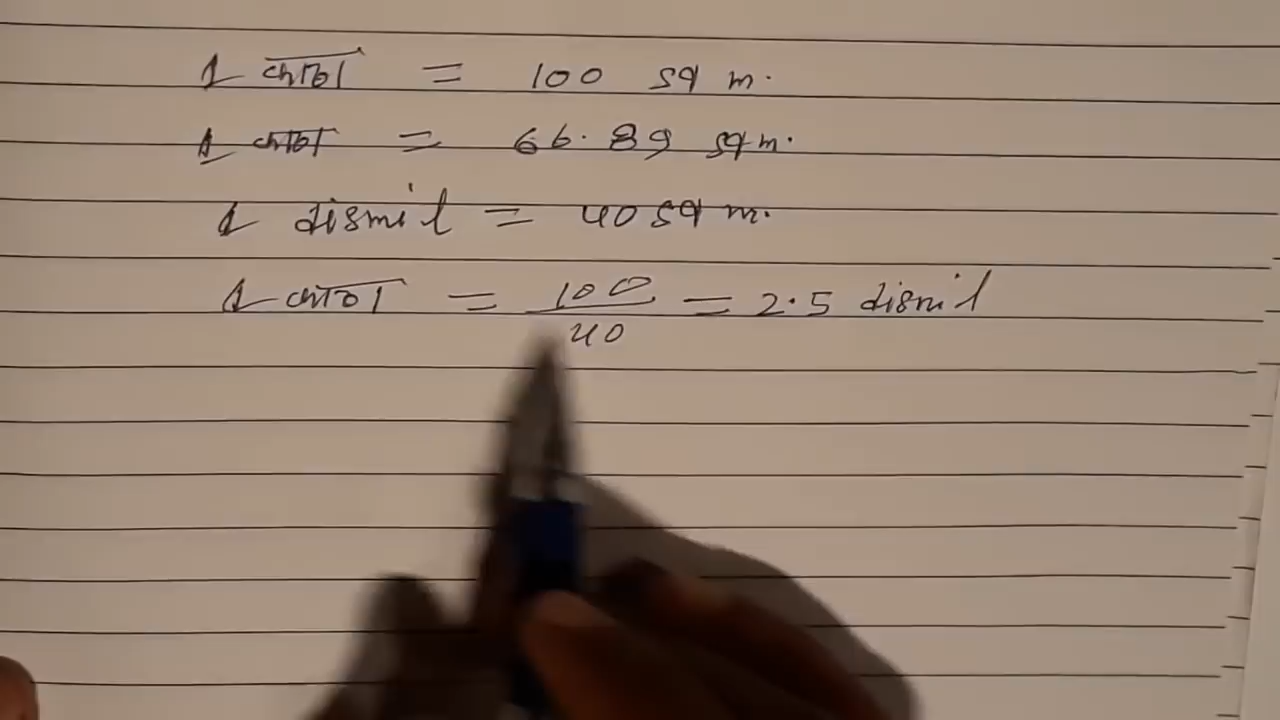 1 काठा = 100 sq m.
1 काठा = 66.89 sq m.
1 dismil = 40 sq m.
1 काठा = 100/40 = 2.5 dismil